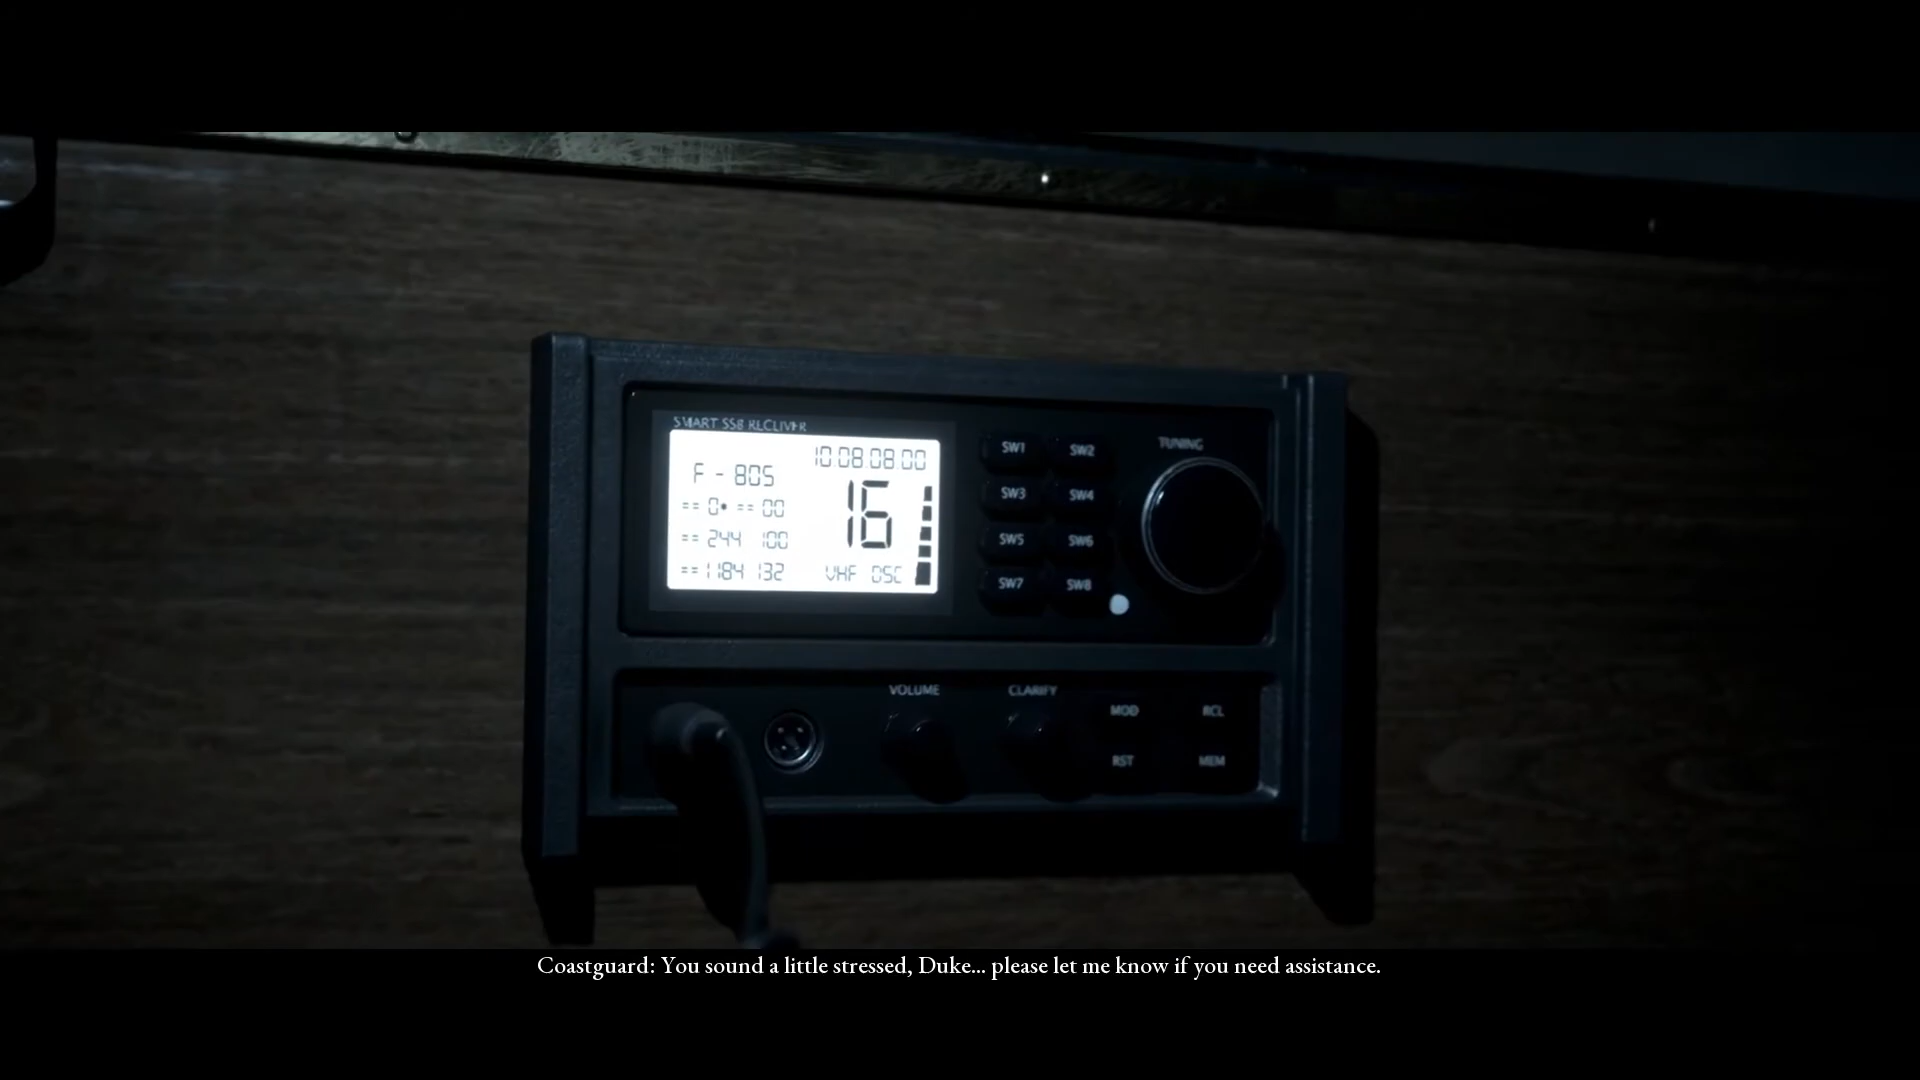 SMART SSB RECLIVER
10:08:08:00
F - 805
16
== 0• == 00
== 244 100
== 1184 132
VHF DSC
SW1 SW2
SW3 SW4
SW5 SW6
SW7 SW8
TUNING
VOLUME
CLARIFY
MOD RCL
RST MEM
Coastguard: You sound a little stressed, Duke... please let me know if you need assistance.